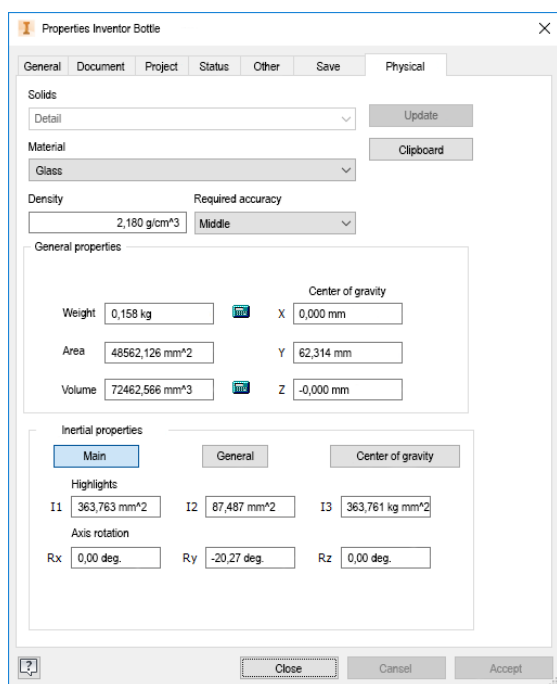 Properties Inventor Bottle
General Document Project Status Other Save Physical
Solids
Detail
Update
Material
Clipboard
Glass
Density Required accuracy
2,180 g/cm^3 Middle
General properties
Center of gravity
Weight 0,158 kg X 0,000 mm
Area 48562,126 mm^2 Y 62,314 mm
Volume 72462,566 mm^3 Z -0,000 mm
Inertial properties
Main General Center of gravity
Highlights
I1 363,763 mm^2 I2 87,487 mm^2 I3 363,761 kg mm^2
Axis rotation
Rx 0,00 deg. Ry -20,27 deg. Rz 0,00 deg.
? Close Cansel Accept